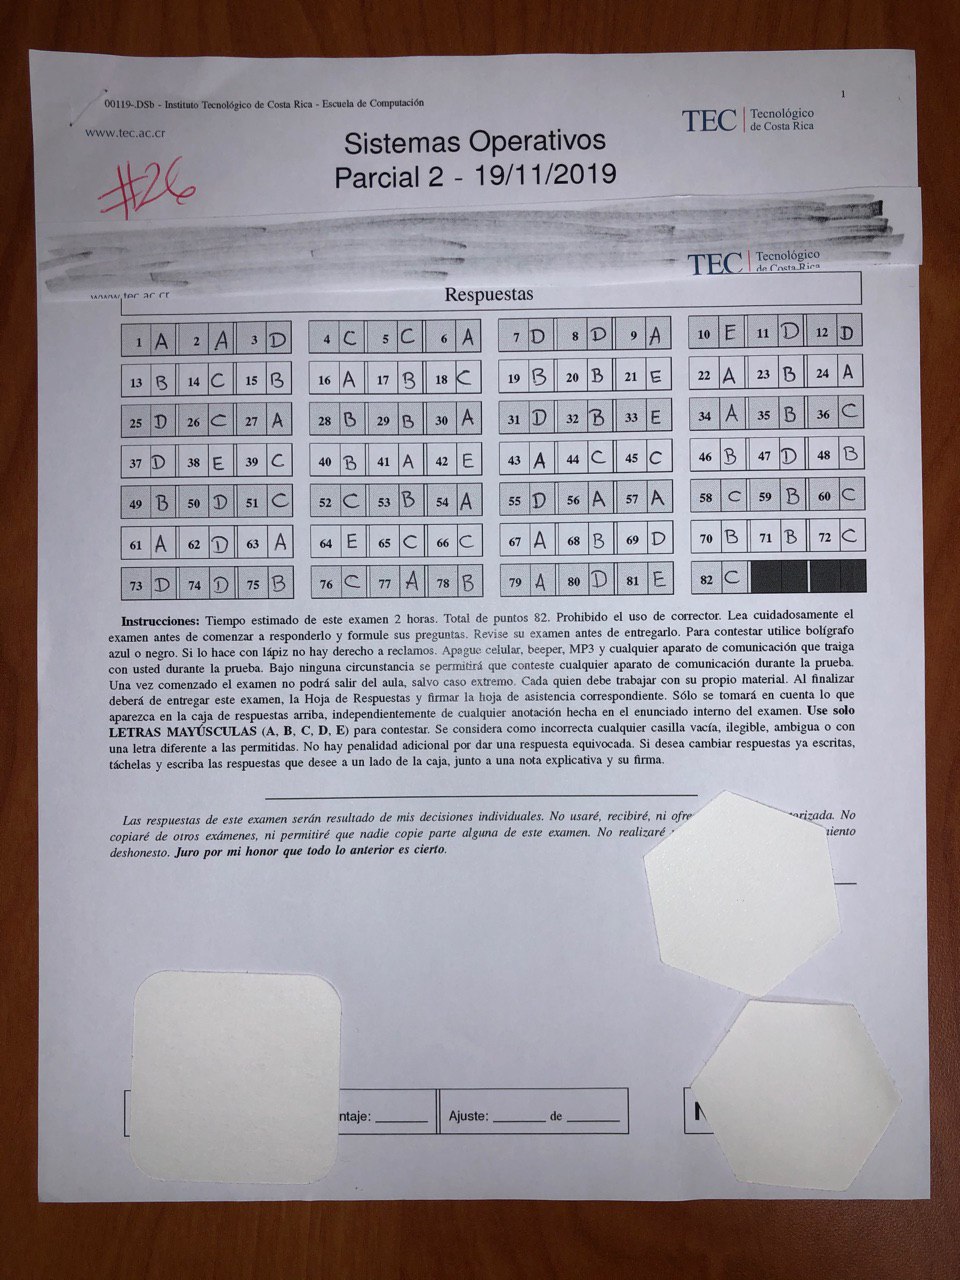 00119-.DSb - Instituto Tecnológico de Costa Rica - Escuela de Computación
1
www.tec.ac.cr
TEC Tecnológico
de Costa Rica
Sistemas Operativos
Parcial 2 - 19/11/2019
#26
TEC Tecnológico
de Costa Rica
www.tec.ac.cr
Respuestas
1 A 2 A 3 D 4 C 5 C 6 A 7 D 8 D 9 A 10 E 11 D 12 D
13 B 14 C 15 B 16 A 17 B 18 C 19 B 20 B 21 E 22 A 23 B 24 A
25 D 26 C 27 A 28 B 29 B 30 A 31 D 32 B 33 E 34 A 35 B 36 C
37 D 38 E 39 C 40 B 41 A 42 E 43 A 44 C 45 C 46 B 47 D 48 B
49 B 50 D 51 C 52 C 53 B 54 A 55 D 56 A 57 A 58 C 59 B 60 C
61 A 62 D 63 A 64 E 65 C 66 C 67 A 68 B 69 D 70 B 71 B 72 C
73 D 74 D 75 B 76 C 77 A 78 B 79 A 80 D 81 E 82 C
Instrucciones: Tiempo estimado de este examen 2 horas. Total de puntos 82. Prohibido el uso de corrector. Lea cuidadosamente el
examen antes de comenzar a responderlo y formule sus preguntas. Revise su examen antes de entregarlo. Para contestar utilice bolígrafo
azul o negro. Si lo hace con lápiz no hay derecho a reclamos. Apague celular, beeper, MP3 y cualquier aparato de comunicación que traiga
con usted durante la prueba. Bajo ninguna circunstancia se permitirá que conteste cualquier aparato de comunicación durante la prueba.
Una vez comenzado el examen no podrá salir del aula, salvo caso extremo. Cada quien debe trabajar con su propio material. Al finalizar
deberá de entregar este examen, la Hoja de Respuestas y firmar la hoja de asistencia correspondiente. Sólo se tomará en cuenta lo que
aparezca en la caja de respuestas arriba, independientemente de cualquier anotación hecha en el enunciado interno del examen. Use solo
LETRAS MAYÚSCULAS (A, B, C, D, E) para contestar. Se considera como incorrecta cualquier casilla vacía, ilegible, ambigua o con
una letra diferente a las permitidas. No hay penalidad adicional por dar una respuesta equivocada. Si desea cambiar respuestas ya escritas,
táchelas y escriba las respuestas que desee a un lado de la caja, junto a una nota explicativa y su firma.
Las respuestas de este examen serán resultado de mis decisiones individuales. No usaré, recibiré, ni ofre rizada. No
copiaré de otros exámenes, ni permitiré que nadie copie parte alguna de este examen. No realizaré miento
deshonesto. Juro por mi honor que todo lo anterior es cierto.
ntaje: ______ Ajuste: ______ de ______